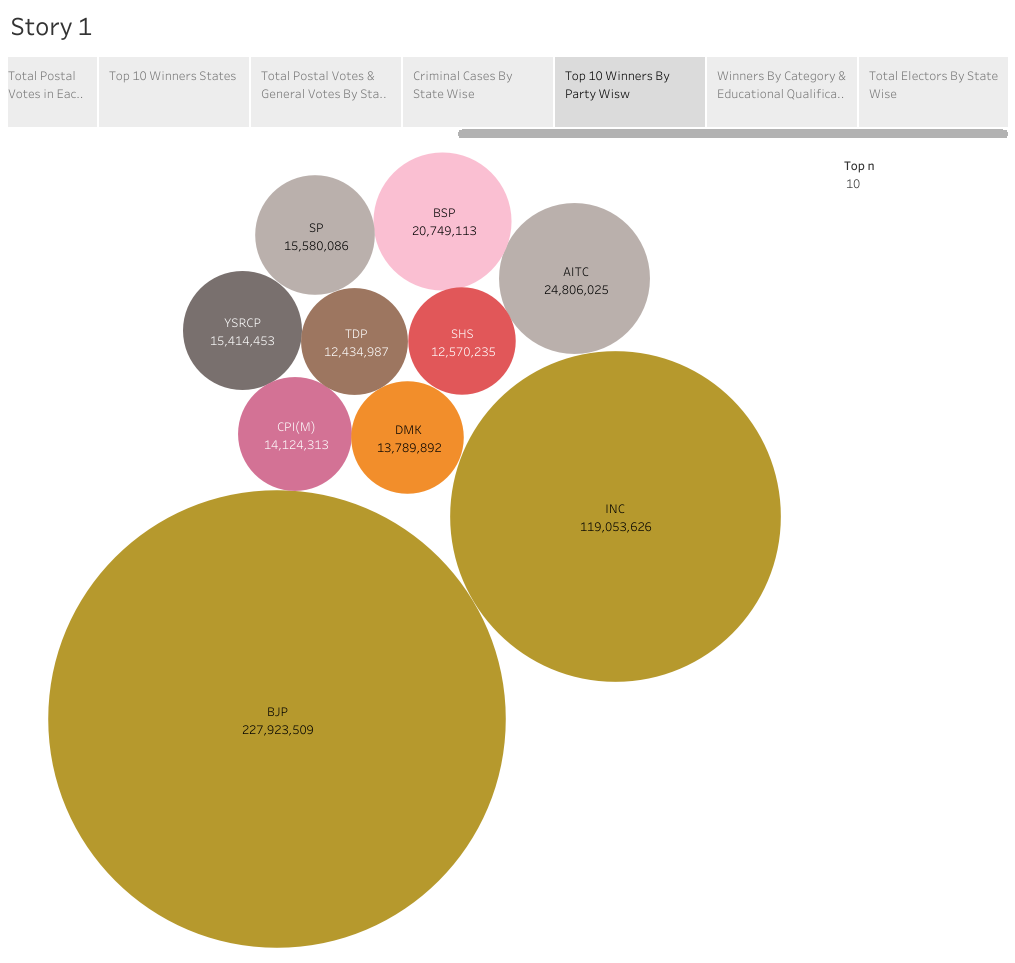 Story 1
Total Postal
Votes in Eac..
Top 10 Winners States
Total Postal Votes &
General Votes By Sta..
Criminal Cases By
State Wise
Top 10 Winners By
Party Wisw
Winners By Category &
Educational Qualifica..
Total Electors By State
Wise
Top n
10
BSP
20,749,113
SP
15,580,086
AITC
24,806,025
YSRCP
15,414,453
TDP
12,434,987
SHS
12,570,235
CPI(M)
14,124,313
DMK
13,789,892
INC
119,053,626
BJP
227,923,509